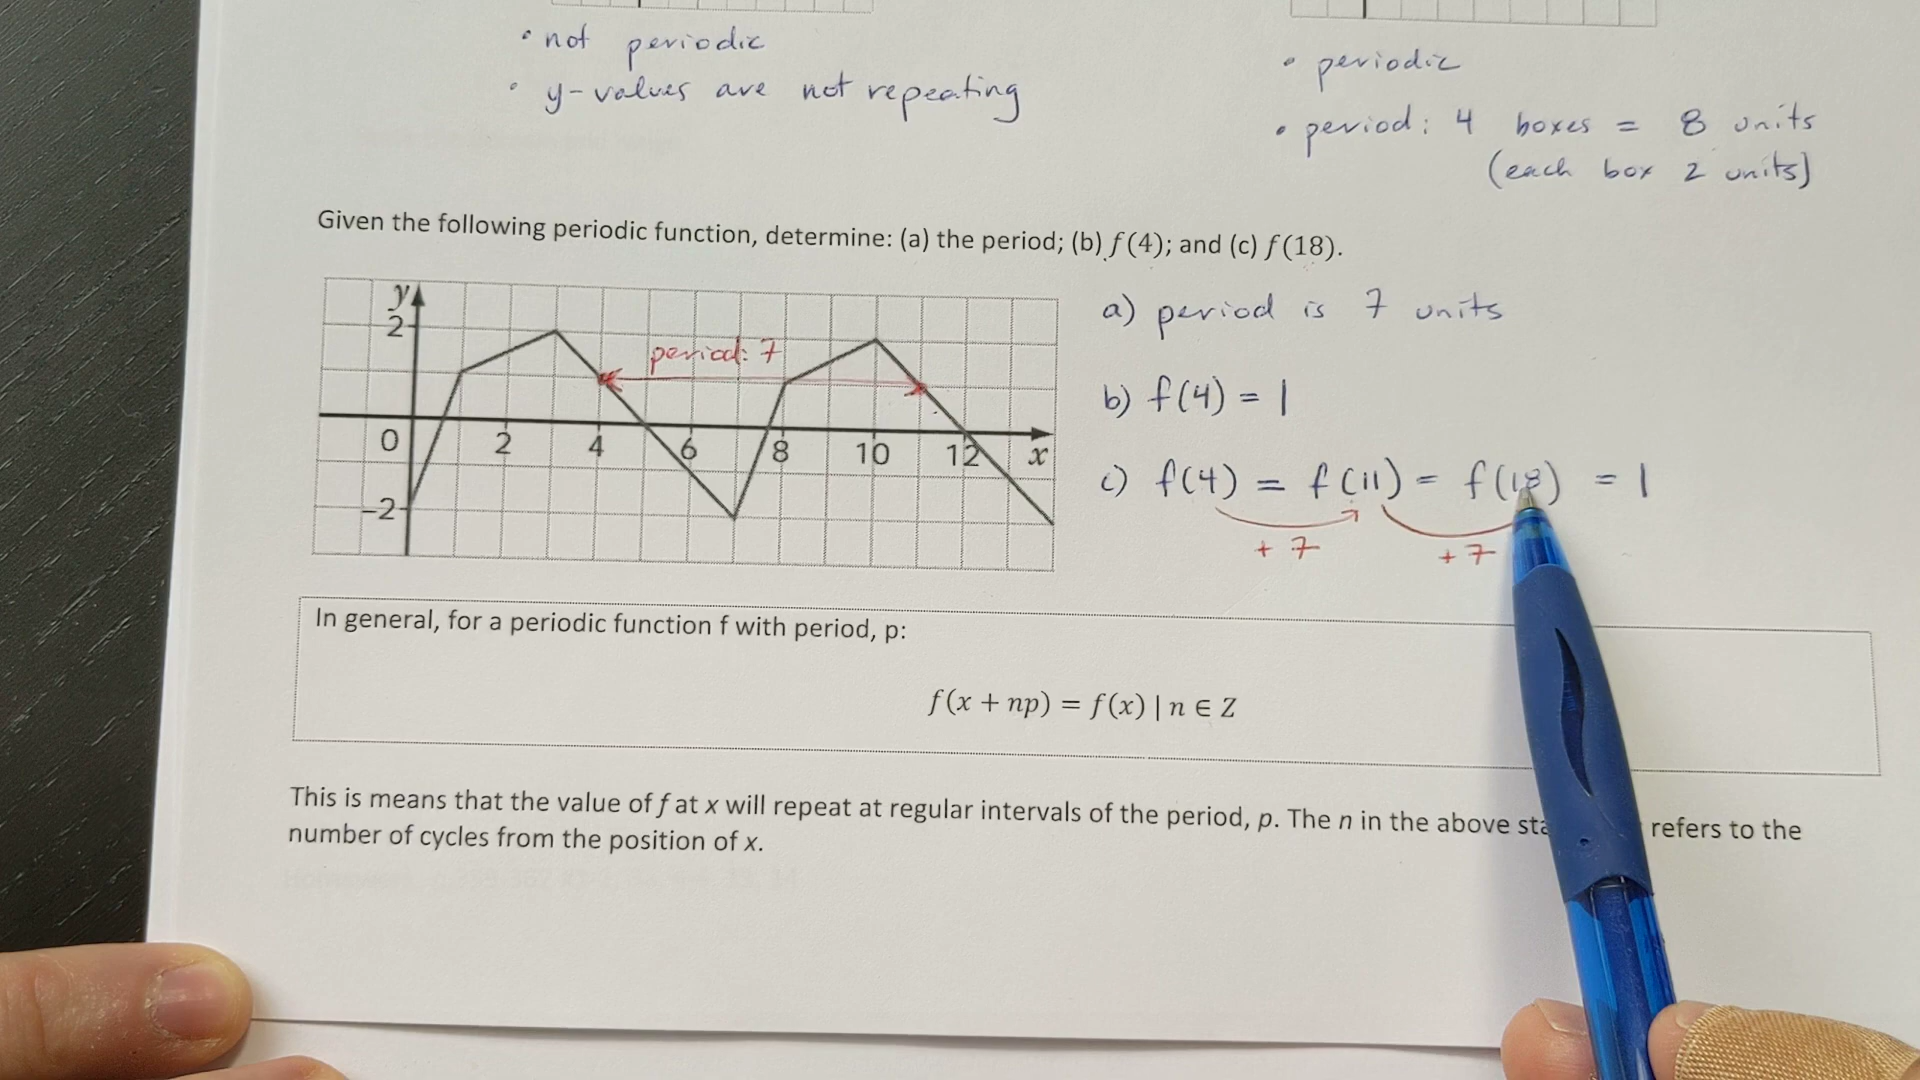 • not periodic
• y-values are not repeating
• periodic
• period: 4 boxes = 8 units
(each box 2 units)
Given the following periodic function, determine: (a) the period; (b) f(4); and (c) f(18).
y
2
period: 7
0 2 4 6 8 10 12 x
-2
a) period is 7 units
b) f(4) = 1
c) f(4) = f(11) = f(18) = 1
+ 7 + 7
In general, for a periodic function f with period, p:
f(x + np) = f(x) | n ∈ Z
This is means that the value of f at x will repeat at regular intervals of the period, p. The n in the above refers to the
number of cycles from the position of x.